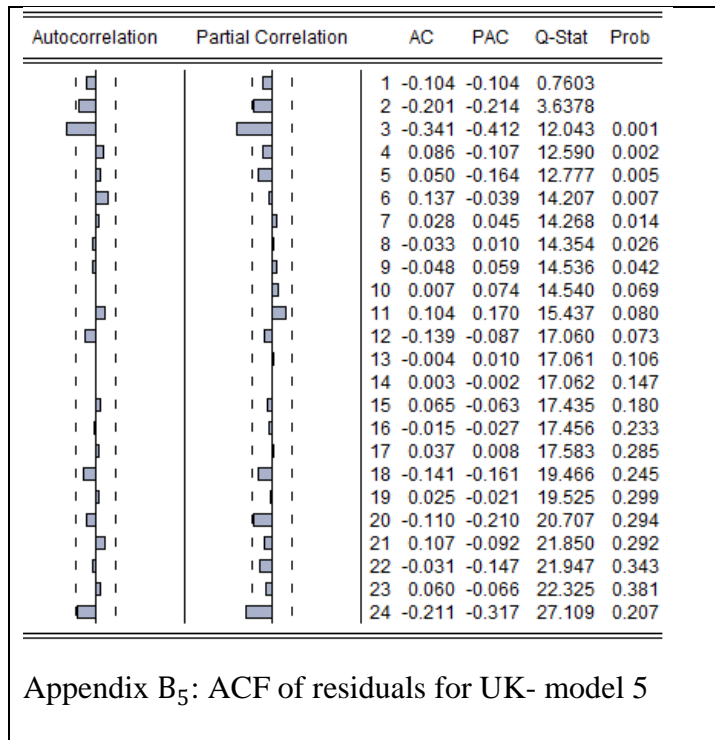 Autocorrelation Partial Correlation AC PAC Q-Stat Prob
1 -0.104 -0.104 0.7603
2 -0.201 -0.214 3.6378
3 -0.341 -0.412 12.043 0.001
4 0.086 -0.107 12.590 0.002
5 0.050 -0.164 12.777 0.005
6 0.137 -0.039 14.207 0.007
7 0.028 0.045 14.268 0.014
8 -0.033 0.010 14.354 0.026
9 -0.048 0.059 14.536 0.042
10 0.007 0.074 14.540 0.069
11 0.104 0.170 15.437 0.080
12 -0.139 -0.087 17.060 0.073
13 -0.004 0.010 17.061 0.106
14 0.003 -0.002 17.062 0.147
15 0.065 -0.063 17.435 0.180
16 -0.015 -0.027 17.456 0.233
17 0.037 0.008 17.583 0.285
18 -0.141 -0.161 19.466 0.245
19 0.025 -0.021 19.525 0.299
20 -0.110 -0.210 20.707 0.294
21 0.107 -0.092 21.850 0.292
22 -0.031 -0.147 21.947 0.343
23 0.060 -0.066 22.325 0.381
24 -0.211 -0.317 27.109 0.207
Appendix B₅: ACF of residuals for UK- model 5